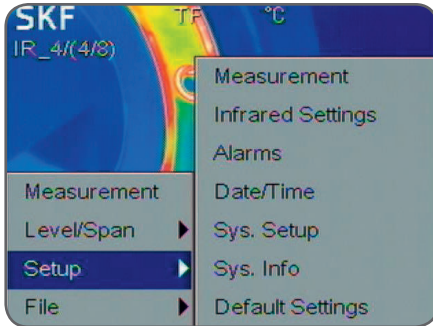 SKF
TF °C
IR_4/(4/8)
Measurement
Level/Span
Setup
File
Measurement
Infrared Settings
Alarms
Date/Time
Sys. Setup
Sys. Info
Default Settings